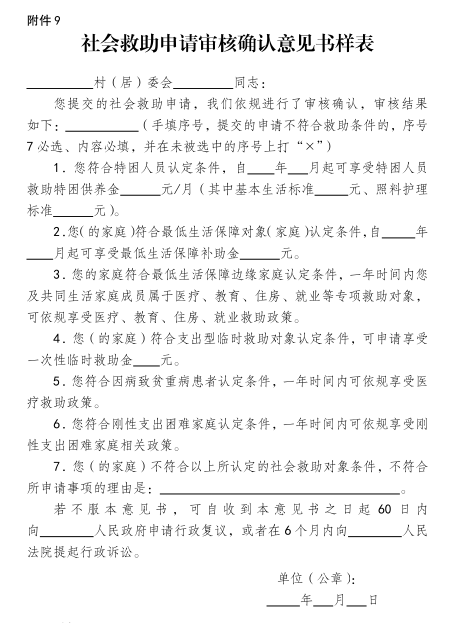 附件9
社会救助申请审核确认意见书样表
________村（居）委会________同志：
您提交的社会救助申请，我们依规进行了审核确认，审核结果
如下：__________（手填序号，提交的申请不符合救助条件的，序号
7必选、内容必填，并在未被选中的序号上打“×”）
1. 您符合特困人员认定条件，自____年___月起可享受特困人员
救助特困供养金______元/月（其中基本生活标准_____元、照料护理
标准______元）。
2.您(的家庭)符合最低生活保障对象(家庭)认定条件,自_____年
____月起可享受最低生活保障补助金______元。
3. 您的家庭符合最低生活保障边缘家庭认定条件，一年时间内您
及共同生活家庭成员属于医疗、教育、住房、就业等专项救助对象，
可依规享受医疗、教育、住房、就业救助政策。
4. 您（的家庭）符合支出型临时救助对象认定条件，可申请享受
一次性临时救助金____元。
5. 您符合因病致贫重病患者认定条件，一年时间内可依规享受医
疗救助政策。
6. 您符合刚性支出困难家庭认定条件，一年时间内可依规享受刚
性支出困难家庭相关政策。
7. 您（的家庭）不符合以上所认定的社会救助对象条件，不符合
所申请事项的理由是：________________________________。
若不服本意见书，可自收到本意见书之日起60日内
向________人民政府申请行政复议，或者在6个月内向________人民
法院提起行政诉讼。
单位（公章）：
_____年___月___日